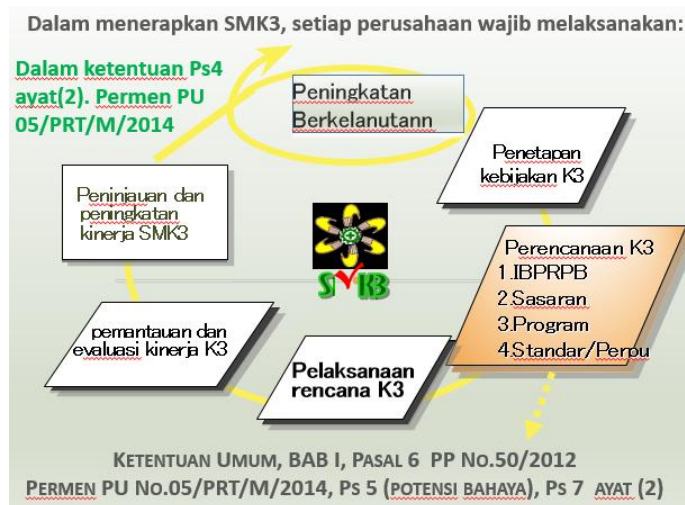 Dalam menerapkan SMK3, setiap perusahaan wajib melaksanakan:
Dalam ketentuan Ps4
ayat(2). Permen PU
05/PRT/M/2014
Peningkatan
Berkelanutann
Penetapan
kebijakan K3
Peninjauan dan
peningkatan
kinerja SMK3
Perencanaan K3
1.IBPRPB
2.Sasaran
3.Program
4.Standar/Perpu
SMK3
pemantauan dan
evaluasi kinerja K3
Pelaksanaan
rencana K3
KETENTUAN UMUM, BAB I, PASAL 6 PP NO.50/2012
PERMEN PU NO.05/PRT/M/2014, PS 5 (POTENSI BAHAYA), PS 7 AYAT (2)